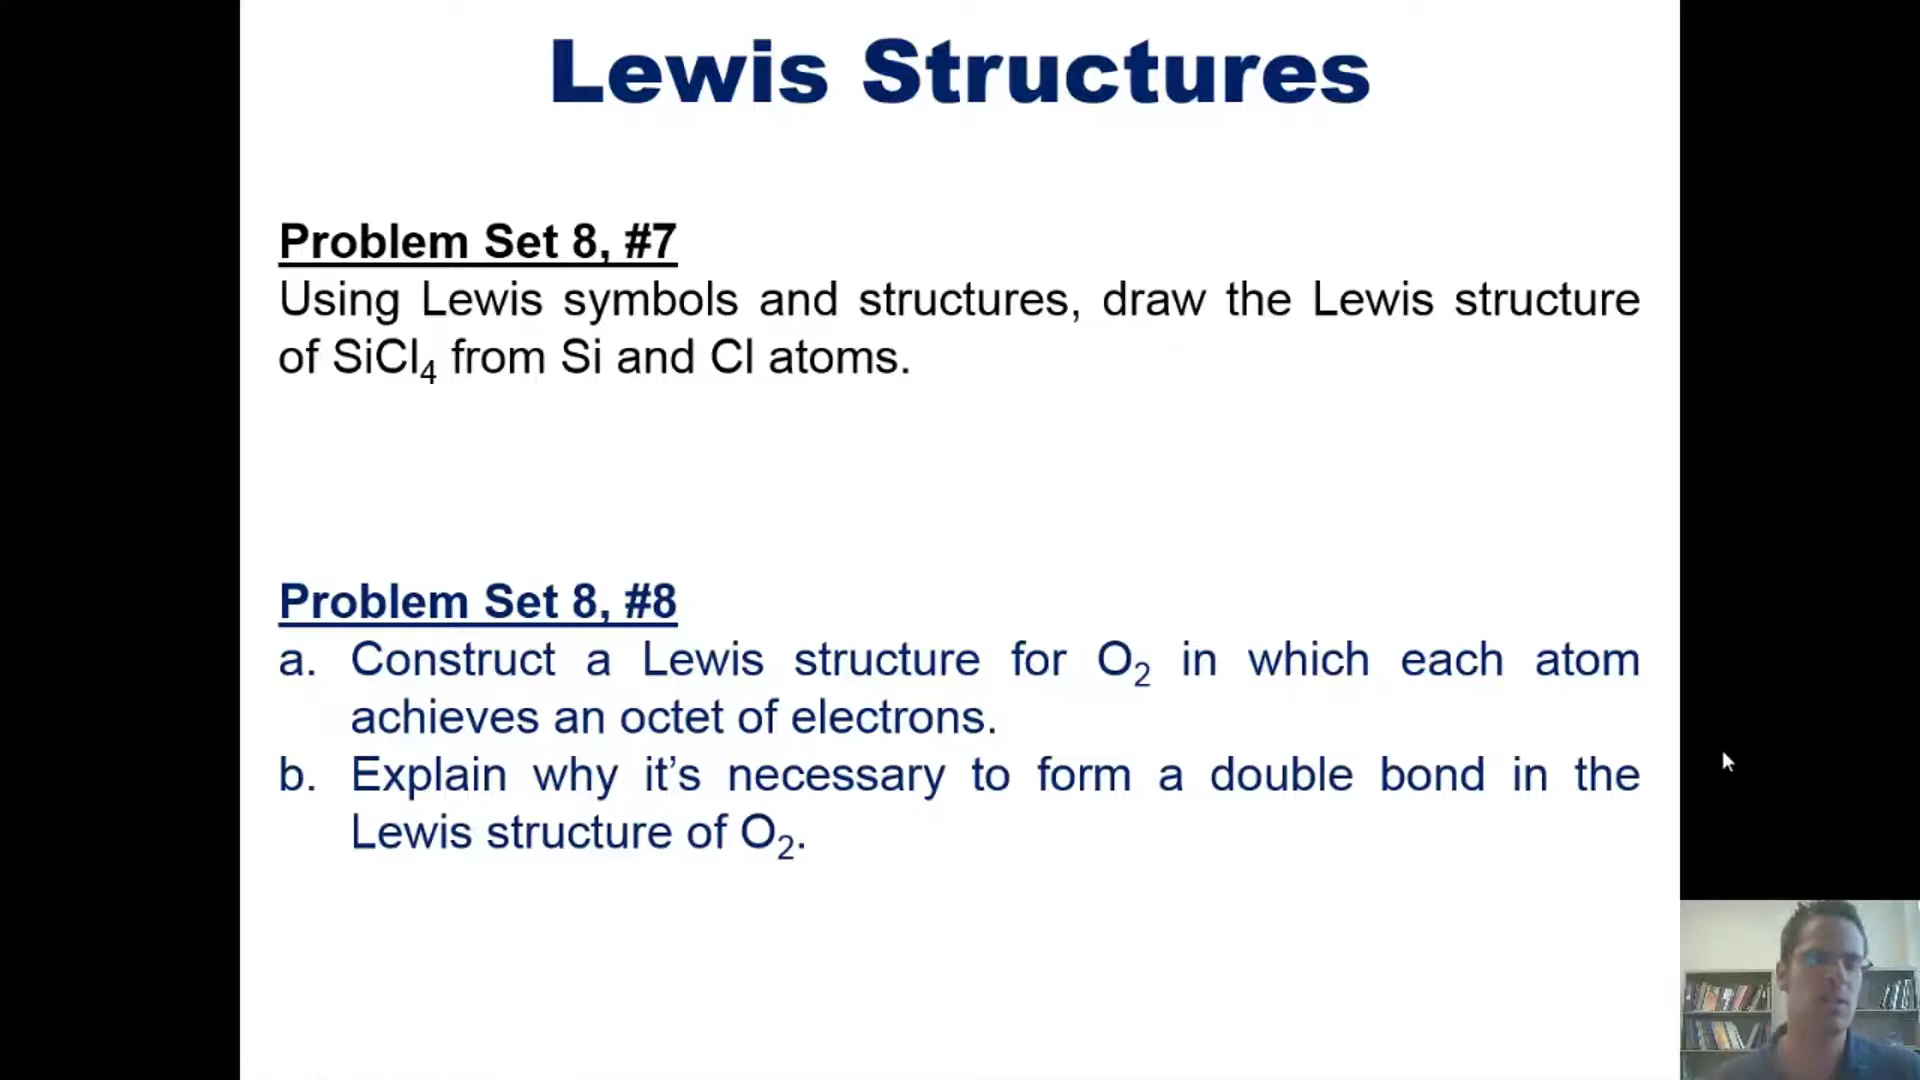 Lewis Structures
Problem Set 8, #7
Using Lewis symbols and structures, draw the Lewis structure
of SiCl₄ from Si and Cl atoms.
Problem Set 8, #8
a. Construct a Lewis structure for O₂ in which each atom
achieves an octet of electrons.
b. Explain why it’s necessary to form a double bond in the
Lewis structure of O₂.